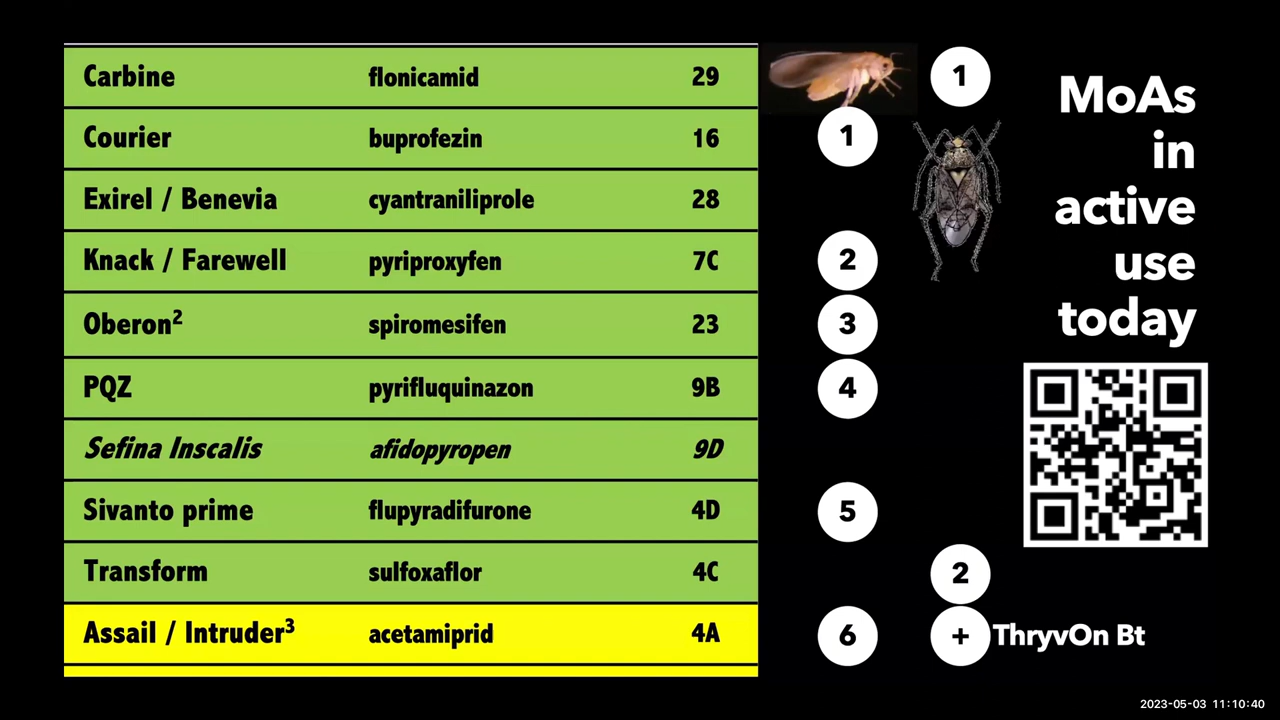 Carbine flonicamid 29 1
Courier buprofezin 16 1
Exirel / Benevia cyantraniliprole 28
Knack / Farewell pyriproxyfen 7C 2
Oberon2 spiromesifen 23 3
PQZ pyrifluquinazon 9B 4
Sefina Inscalis afidopyropen 9D
Sivanto prime flupyradifurone 4D 5
Transform sulfoxaflor 4C 2
Assail / Intruder3 acetamiprid 4A 6 + ThryvOn Bt
MoAs
in
active
use
today
2023-05-03 11:10:40